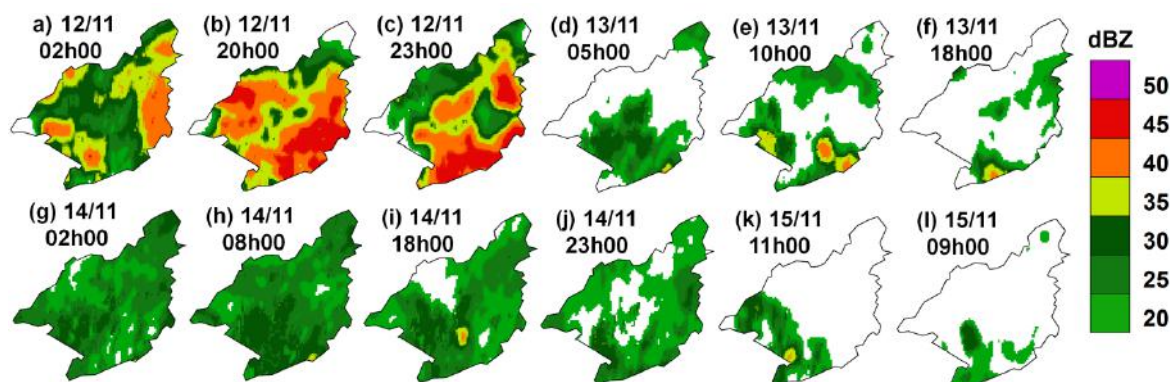 a) 12/11
02h00
(b) 12/11
20h00
(c) 12/11
23h00
(d) 13/11
05h00
(e) 13/11
10h00
(f) 13/11
18h00
dBZ
50
45
40
35
30
25
20
(g) 14/11
02h00
(h) 14/11
08h00
(i) 14/11
18h00
(j) 14/11
23h00
(k) 15/11
11h00
(l) 15/11
09h00